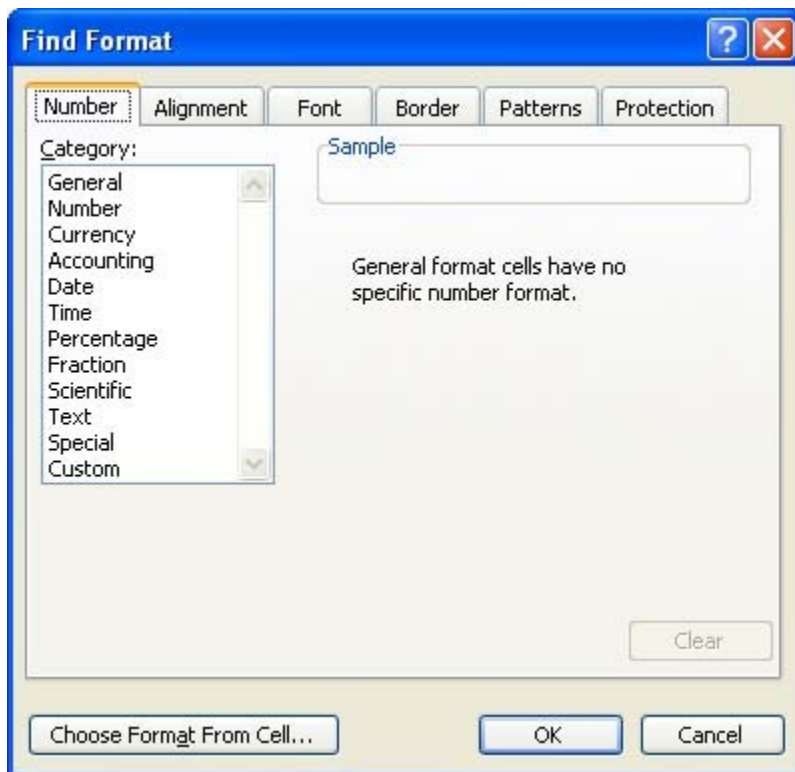 Find Format
Number Alignment Font Border Patterns Protection
Category:
General
Number
Currency
Accounting
Date
Time
Percentage
Fraction
Scientific
Text
Special
Custom
Sample
General format cells have no
specific number format.
Clear
Choose Format From Cell... OK Cancel